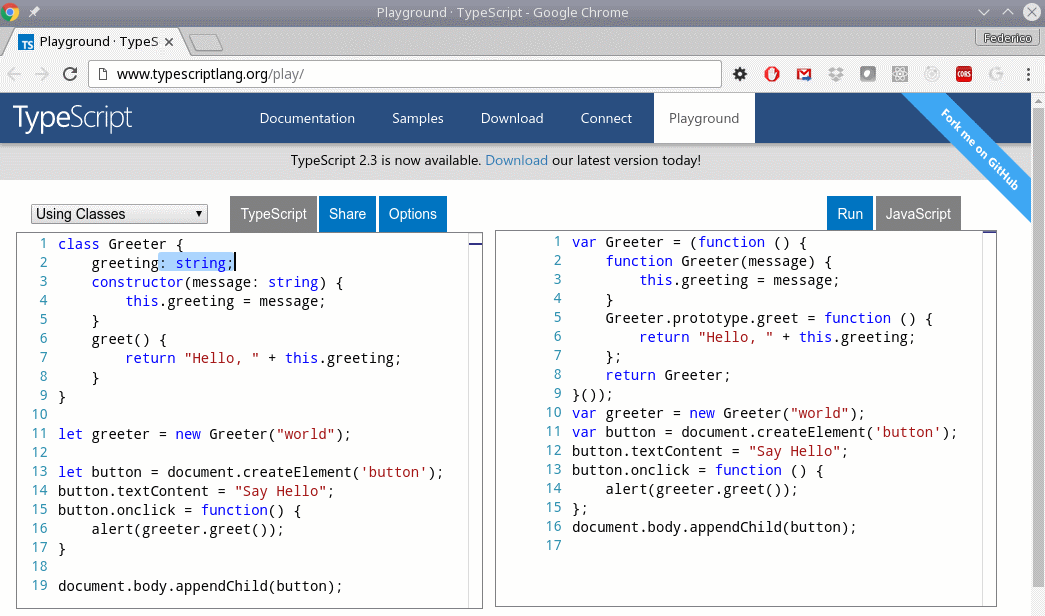 Playground · TypeScript - Google Chrome
TS Playground · TypeS
Federico
www.typescriptlang.org/play/
CORS
TypeScript Documentation Samples Download Connect Playground
Fork me on GitHub
TypeScript 2.3 is now available. Download our latest version today!
Using Classes TypeScript Share Options
1 class Greeter {
2     greeting: string;
3     constructor(message: string) {
4         this.greeting = message;
5     }
6     greet() {
7         return "Hello, " + this.greeting;
8     }
9 }
10
11 let greeter = new Greeter("world");
12
13 let button = document.createElement('button');
14 button.textContent = "Say Hello";
15 button.onclick = function() {
16     alert(greeter.greet());
17 }
18
19 document.body.appendChild(button);
Run JavaScript
1 var Greeter = (function () {
2     function Greeter(message) {
3         this.greeting = message;
4     }
5     Greeter.prototype.greet = function () {
6         return "Hello, " + this.greeting;
7     };
8     return Greeter;
9 }());
10 var greeter = new Greeter("world");
11 var button = document.createElement('button');
12 button.textContent = "Say Hello";
13 button.onclick = function () {
14     alert(greeter.greet());
15 };
16 document.body.appendChild(button);
17